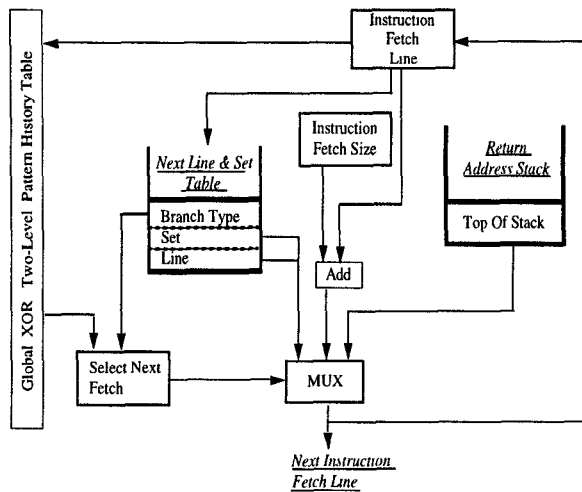 Global XOR Two-Level Pattern History Table
Instruction
Fetch
Line
Next Line & Set
Table
Instruction
Fetch Size
Return
Address Stack
Branch Type
Set
Line
Top Of Stack
Add
Select Next
Fetch
MUX
Next Instruction
Fetch Line